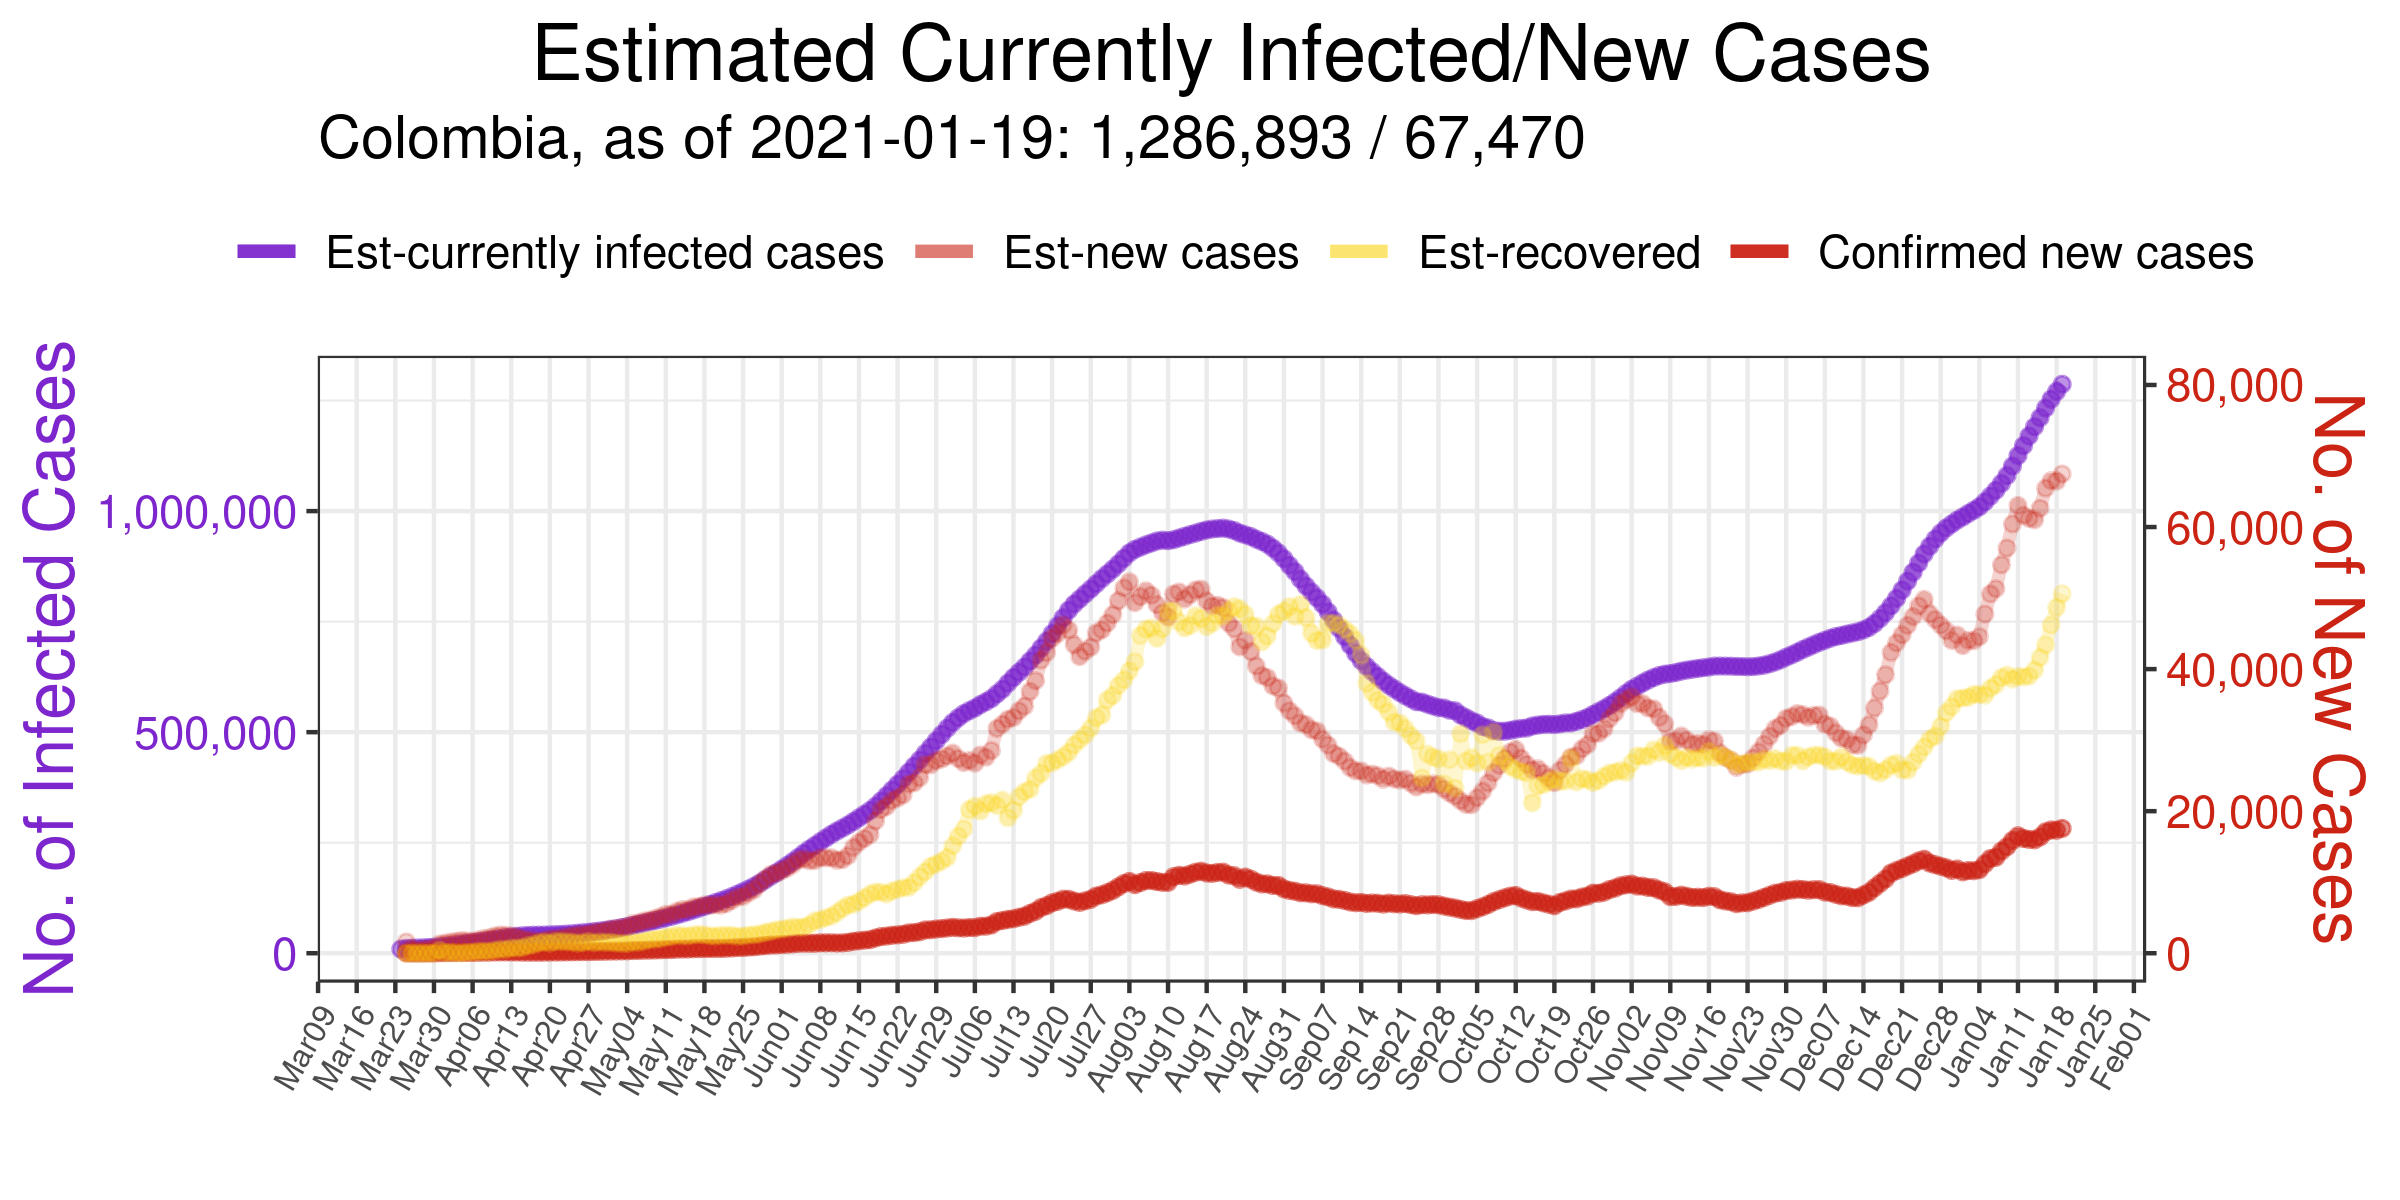 Estimated Currently Infected/New Cases
Colombia, as of 2021-01-19: 1,286,893 / 67,470
Est-currently infected cases Est-new cases Est-recovered Confirmed new cases
No. of Infected Cases
1,000,000
500,000
0
80,000
60,000
40,000
20,000
0
No. of New Cases
Mar09 Mar16 Mar23 Mar30 Apr06 Apr13 Apr20 Apr27 May04 May11 May18 May25 Jun01 Jun08 Jun15 Jun22 Jun29 Jul06 Jul13 Jul20 Jul27 Aug03 Aug10 Aug17 Aug24 Aug31 Sep07 Sep14 Sep21 Sep28 Oct05 Oct12 Oct19 Oct26 Nov02 Nov09 Nov16 Nov23 Nov30 Dec07 Dec14 Dec21 Dec28 Jan04 Jan11 Jan18 Jan25 Feb01